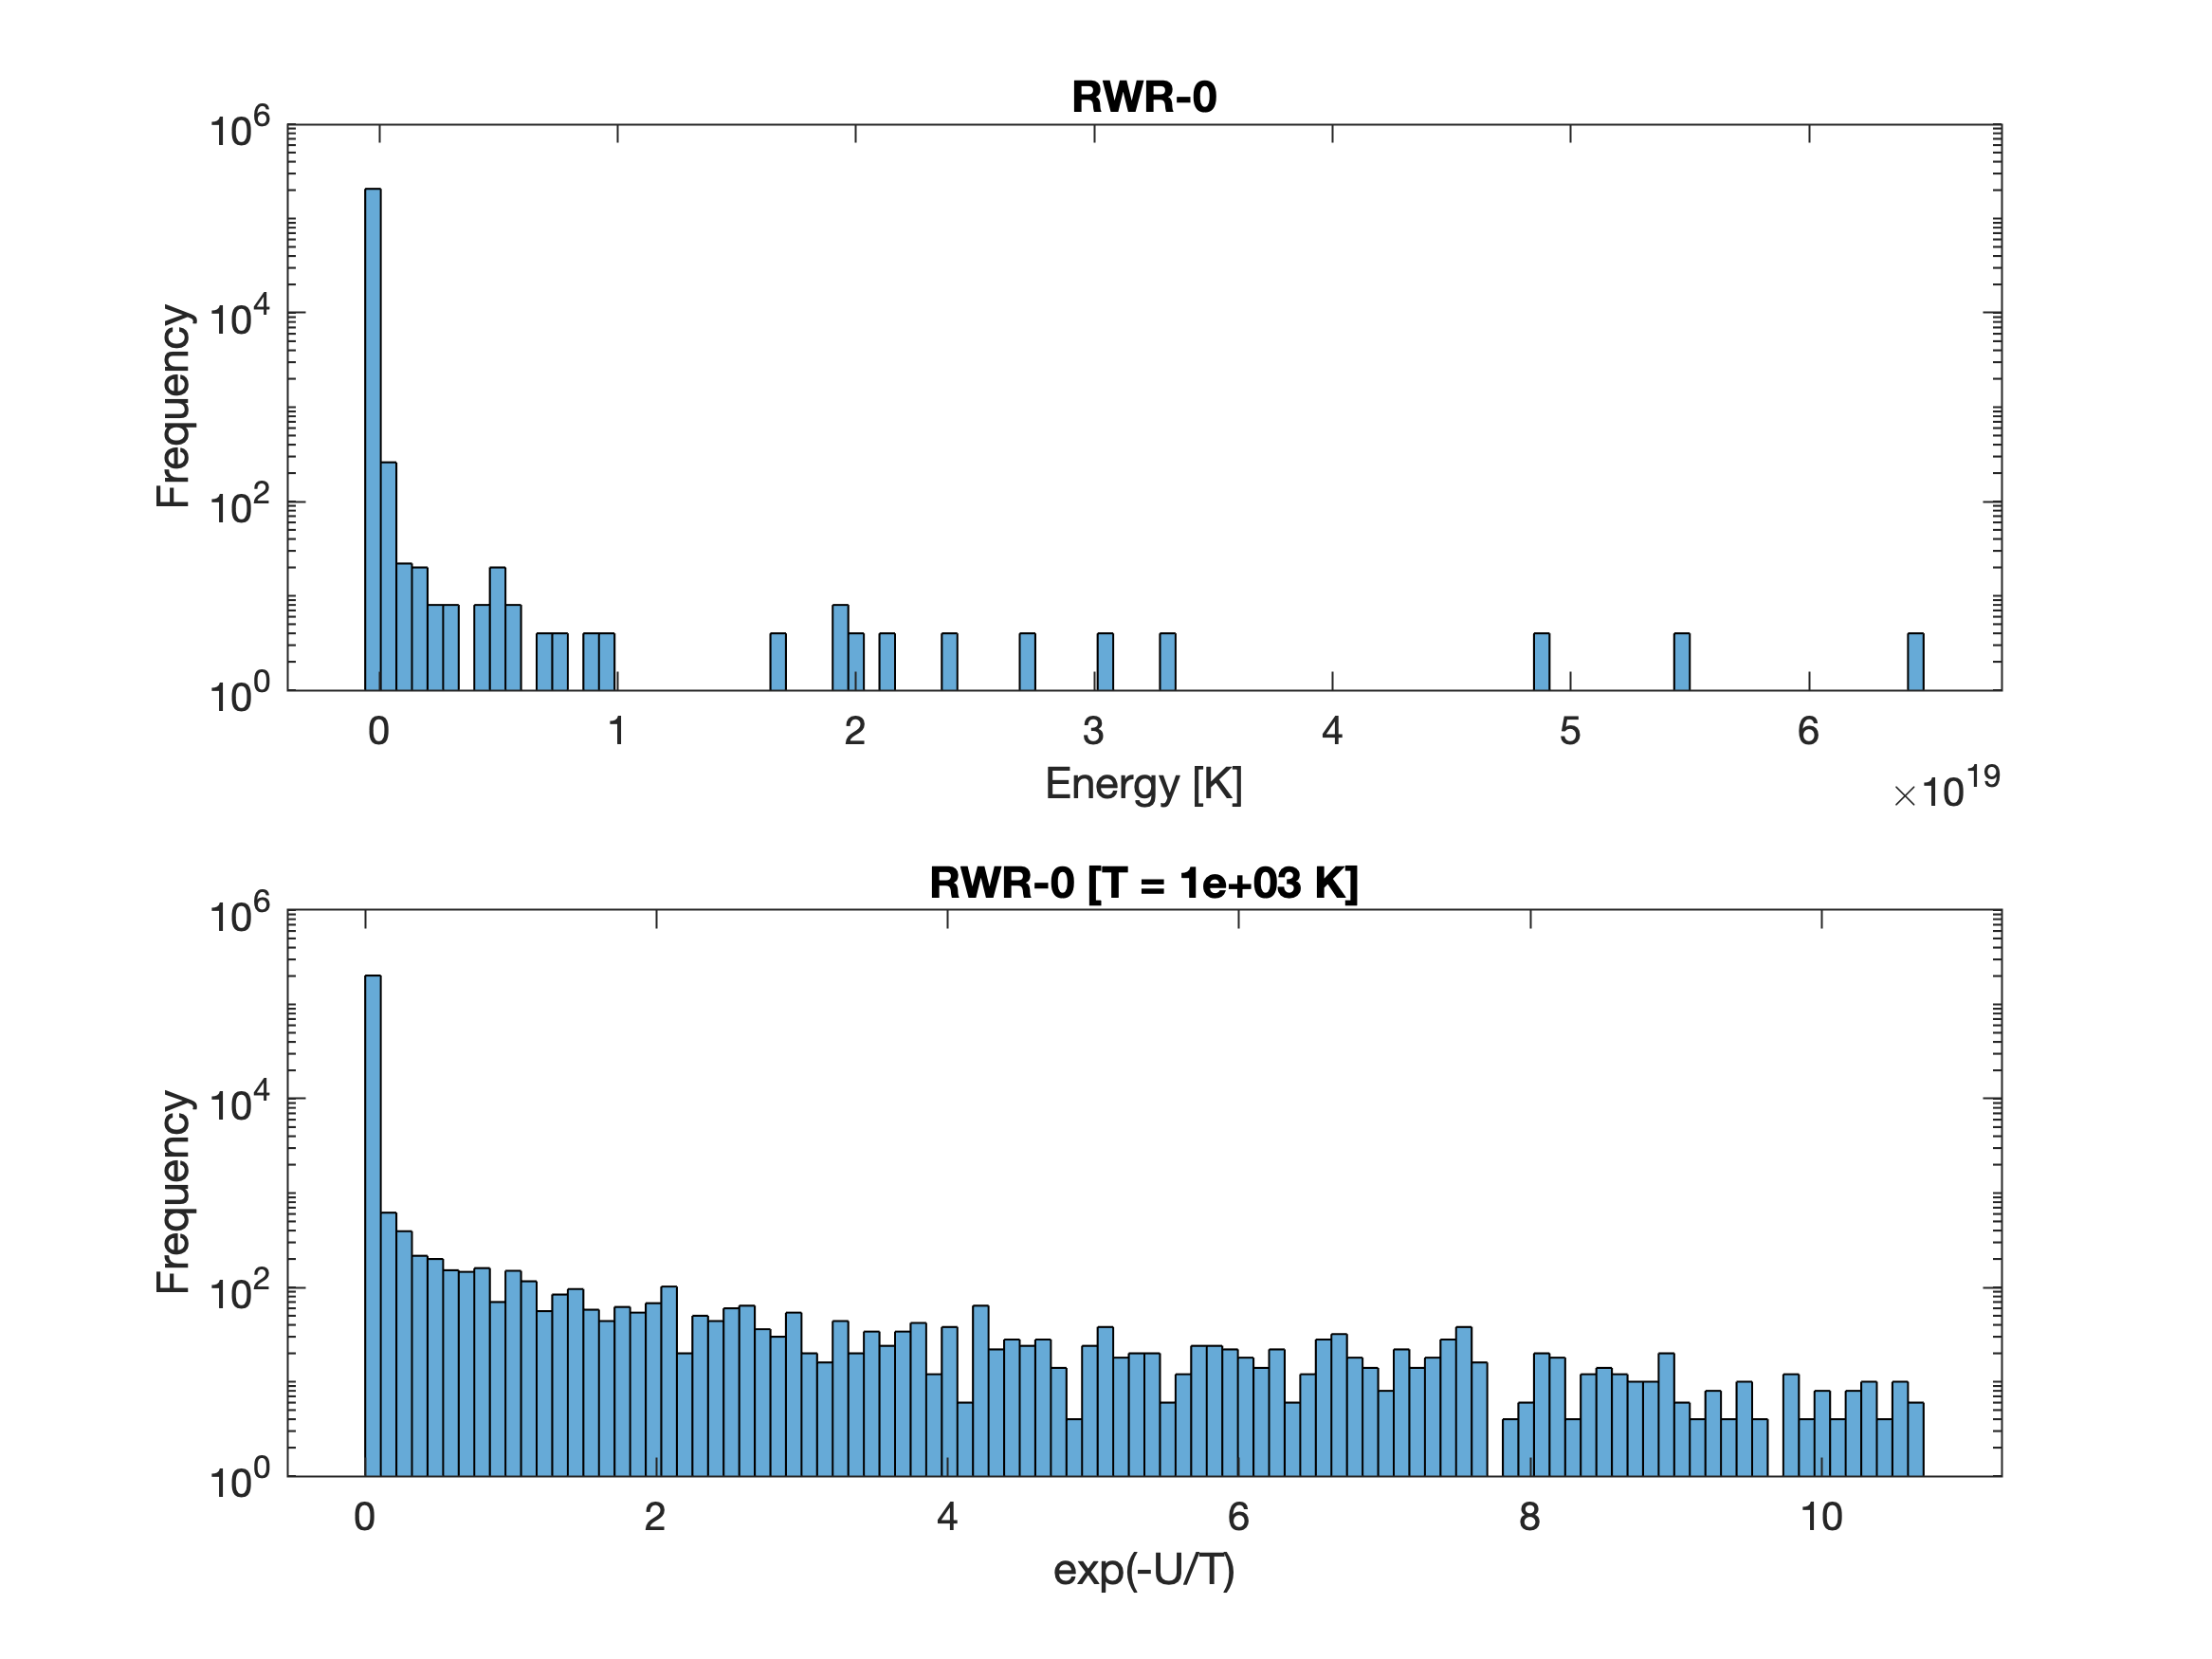 RWR-0
10^6
10^4
10^2
10^0
Frequency
0 1 2 3 4 5 6
Energy [K]
×10^19
RWR-0 [T = 1e+03 K]
10^6
10^4
10^2
10^0
Frequency
0 2 4 6 8 10
exp(-U/T)